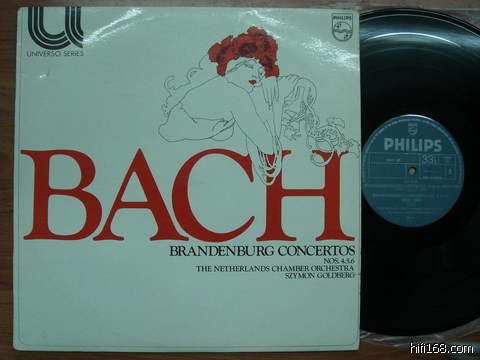 UNIVERSO SERIES
PHILIPS
BACH
BRANDENBURG CONCERTOS
NOS. 4.5.6
THE NETHERLANDS CHAMBER ORCHESTRA
SZYMON GOLDBERG
PHILIPS
33
1
hifi168.com